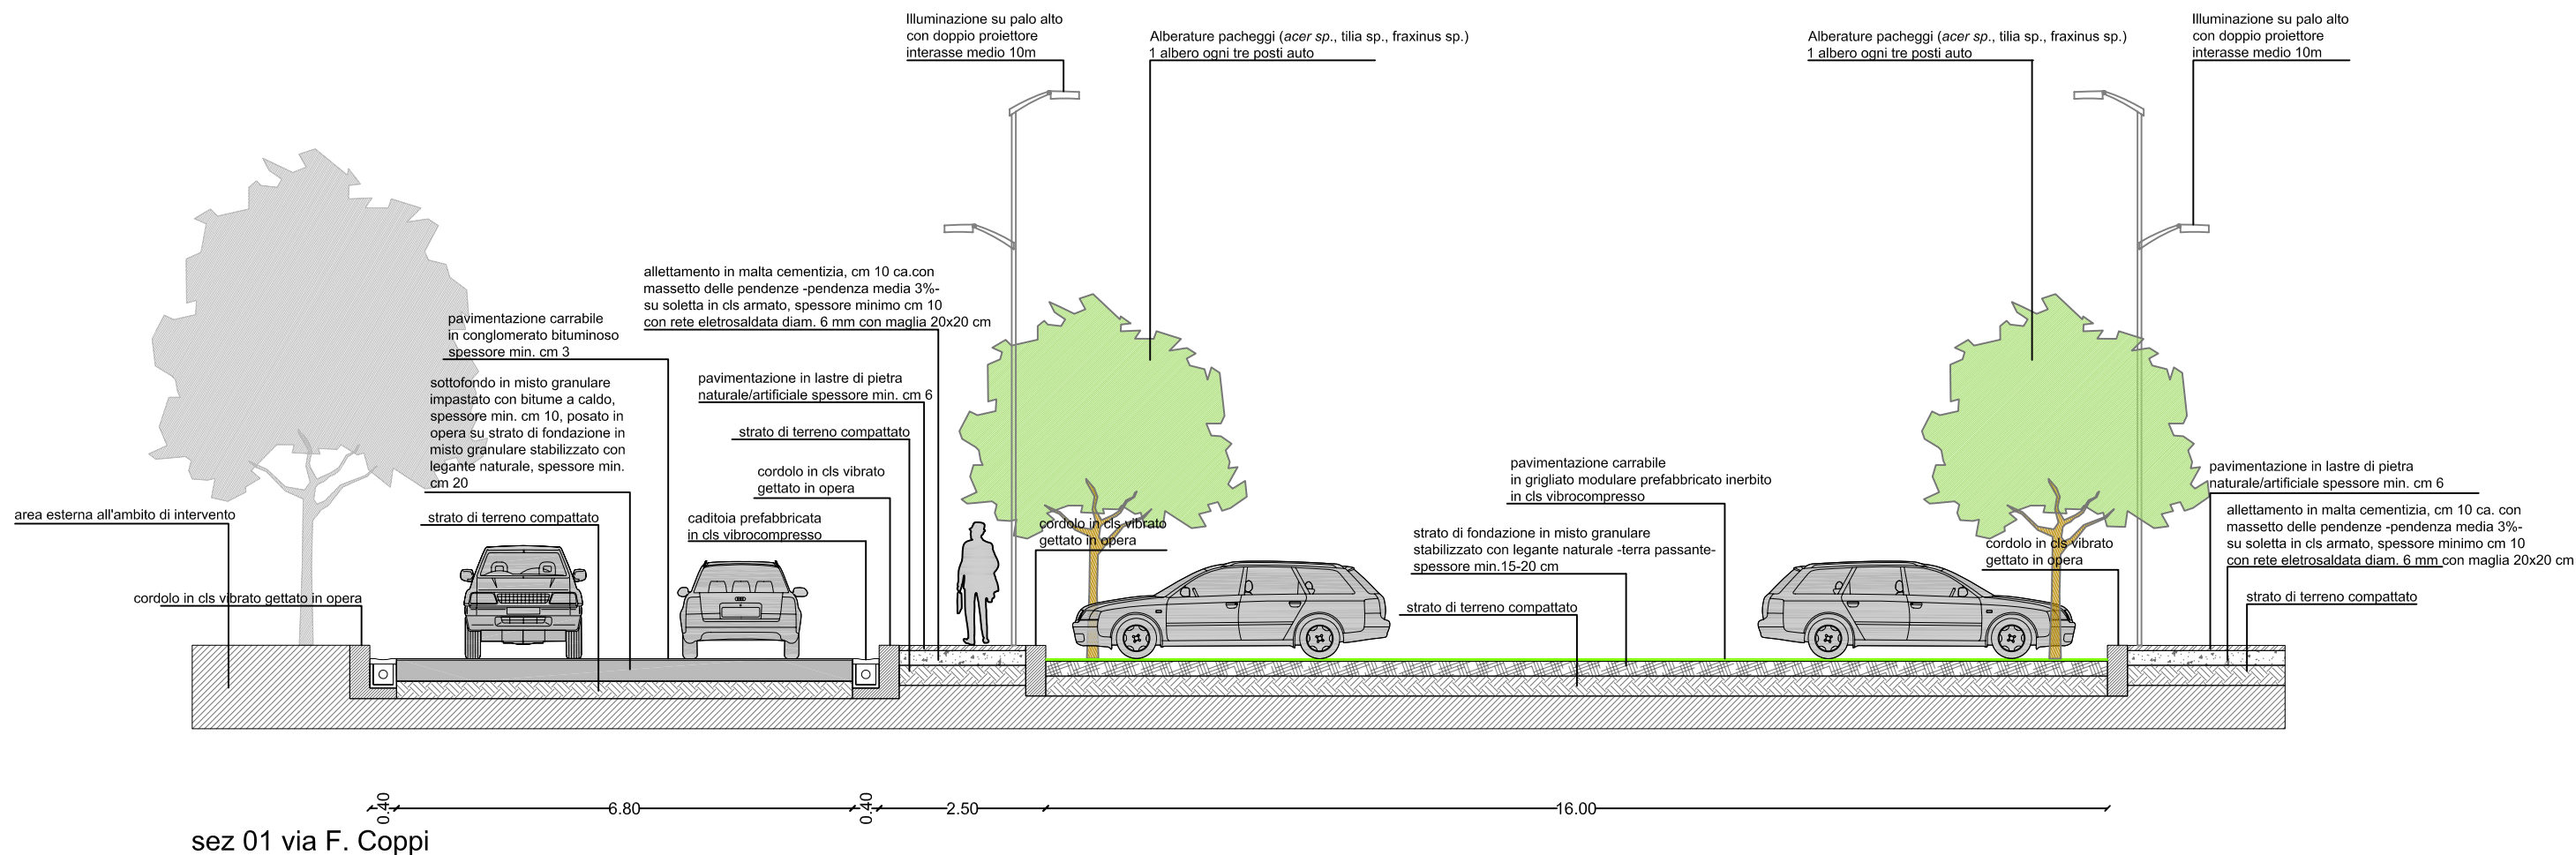 Illuminazione su palo alto
con doppio proiettore
interasse medio 10m
Alberature pacheggi (acer sp., tilia sp., fraxinus sp.)
1 albero ogni tre posti auto
Alberature pacheggi (acer sp., tilia sp., fraxinus sp.)
1 albero ogni tre posti auto
Illuminazione su palo alto
con doppio proiettore
interasse medio 10m
allettamento in malta cementizia, cm 10 ca.con
massetto delle pendenze -pendenza media 3%-
su soletta in cls armato, spessore minimo cm 10
con rete eletrosaldata diam. 6 mm con maglia 20x20 cm
pavimentazione carrabile
in conglomerato bituminoso
spessore min. cm 3
sottofondo in misto granulare
impastato con bitume a caldo,
spessore min. cm 10, posato in
opera su strato di fondazione in
misto granulare stabilizzato con
legante naturale, spessore min.
cm 20
pavimentazione in lastre di pietra
naturale/artificiale spessore min. cm 6
strato di terreno compattato
cordolo in cls vibrato
gettato in opera
area esterna all'ambito di intervento
strato di terreno compattato
caditoia prefabbricata
in cls vibrocompresso
cordolo in cls vibrato gettato in opera
cordolo in cls vibrato
gettato in opera
pavimentazione carrabile
in grigliato modulare prefabbricato inerbito
in cls vibrocompresso
strato di fondazione in misto granulare
stabilizzato con legante naturale -terra passante-
spessore min.15-20 cm
strato di terreno compattato
cordolo in cls vibrato
gettato in opera
pavimentazione in lastre di pietra
naturale/artificiale spessore min. cm 6
allettamento in malta cementizia, cm 10 ca. con
massetto delle pendenze -pendenza media 3%-
su soletta in cls armato, spessore minimo cm 10
con rete eletrosaldata diam. 6 mm con maglia 20x20 cm
strato di terreno compattato
0.40
6.80
0.40
2.50
16.00
sez 01 via F. Coppi